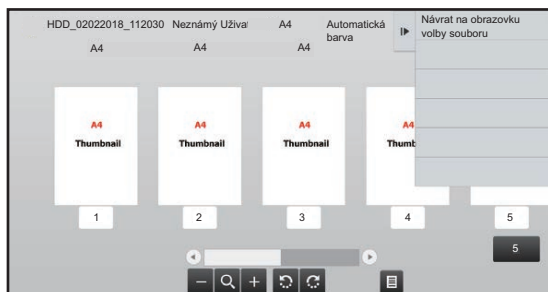 HDD_02022018_112030 Neznámý Uživat A4 Automatická barva
Návrat na obrazovku
volby souboru
A4 A4 A4
A4 A4 A4 A4
Thumbnail Thumbnail Thumbnail Thumb
1 2 3 4 5
5